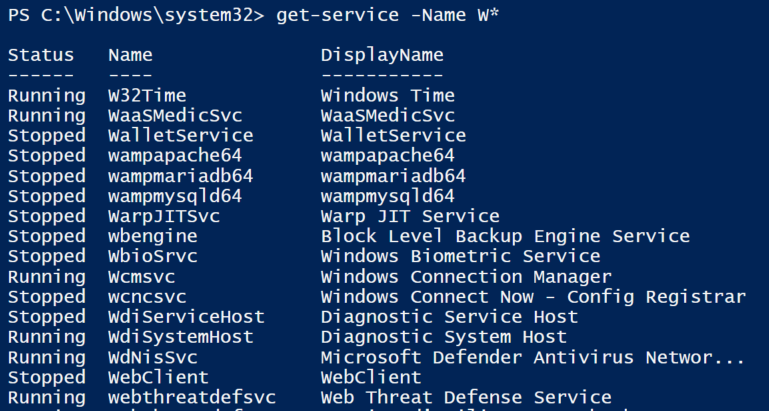 PS C:\Windows\system32> get-service -Name W*
Status Name DisplayName
------ ---- -----------
Running W32Time Windows Time
Running WaaSMedicSvc WaaSMedicSvc
Stopped WalletService WalletService
Stopped wampapache64 wampapache64
Stopped wampmariadb64 wampmariadb64
Stopped wampmysqld64 wampmysqld64
Stopped WarpJITSvc Warp JIT Service
Stopped wbengine Block Level Backup Engine Service
Stopped WbioSrvc Windows Biometric Service
Running Wcmsvc Windows Connection Manager
Stopped wcncsvc Windows Connect Now - Config Registrar
Stopped WdiServiceHost Diagnostic Service Host
Running WdiSystemHost Diagnostic System Host
Running WdNisSvc Microsoft Defender Antivirus Networ...
Stopped WebClient WebClient
Running webthreatdefsvc Web Threat Defense Service